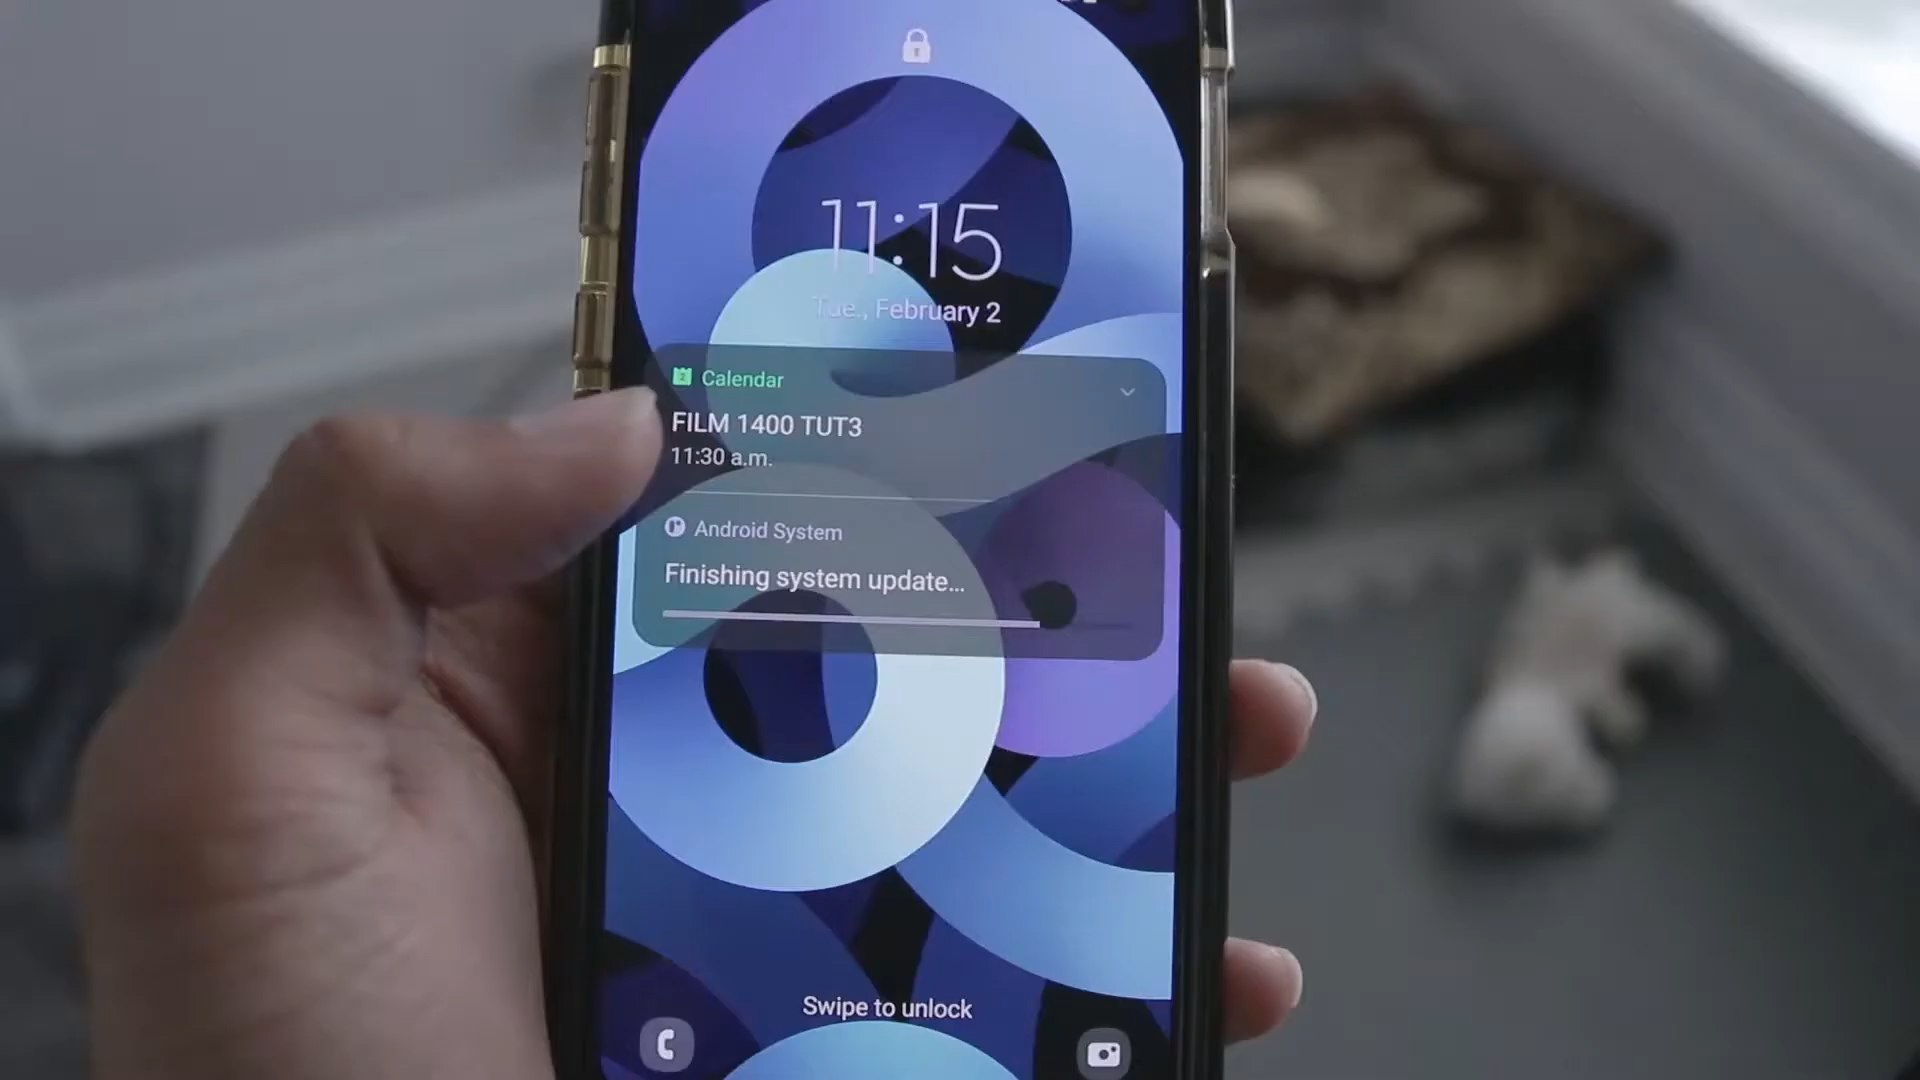 11:15
Tue., February 2
Calendar
FILM 1400 TUT3
11:30 a.m.
Android System
Finishing system update...
Swipe to unlock